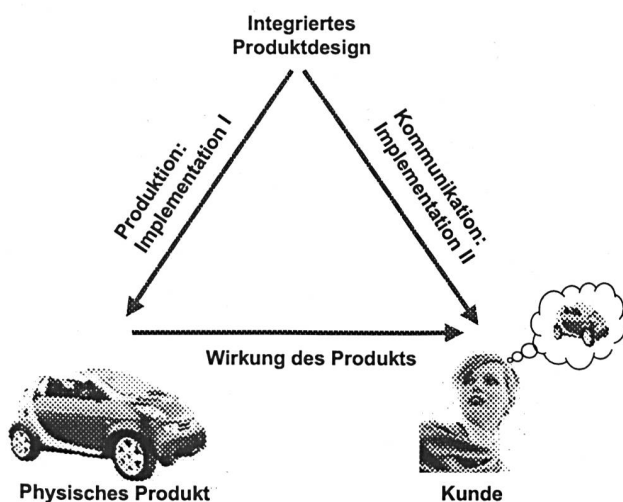 Integriertes
Produktdesign
Produktion:
Implementation I
Kommunikation:
Implementation II
Wirkung des Produkts
Physisches Produkt
Kunde